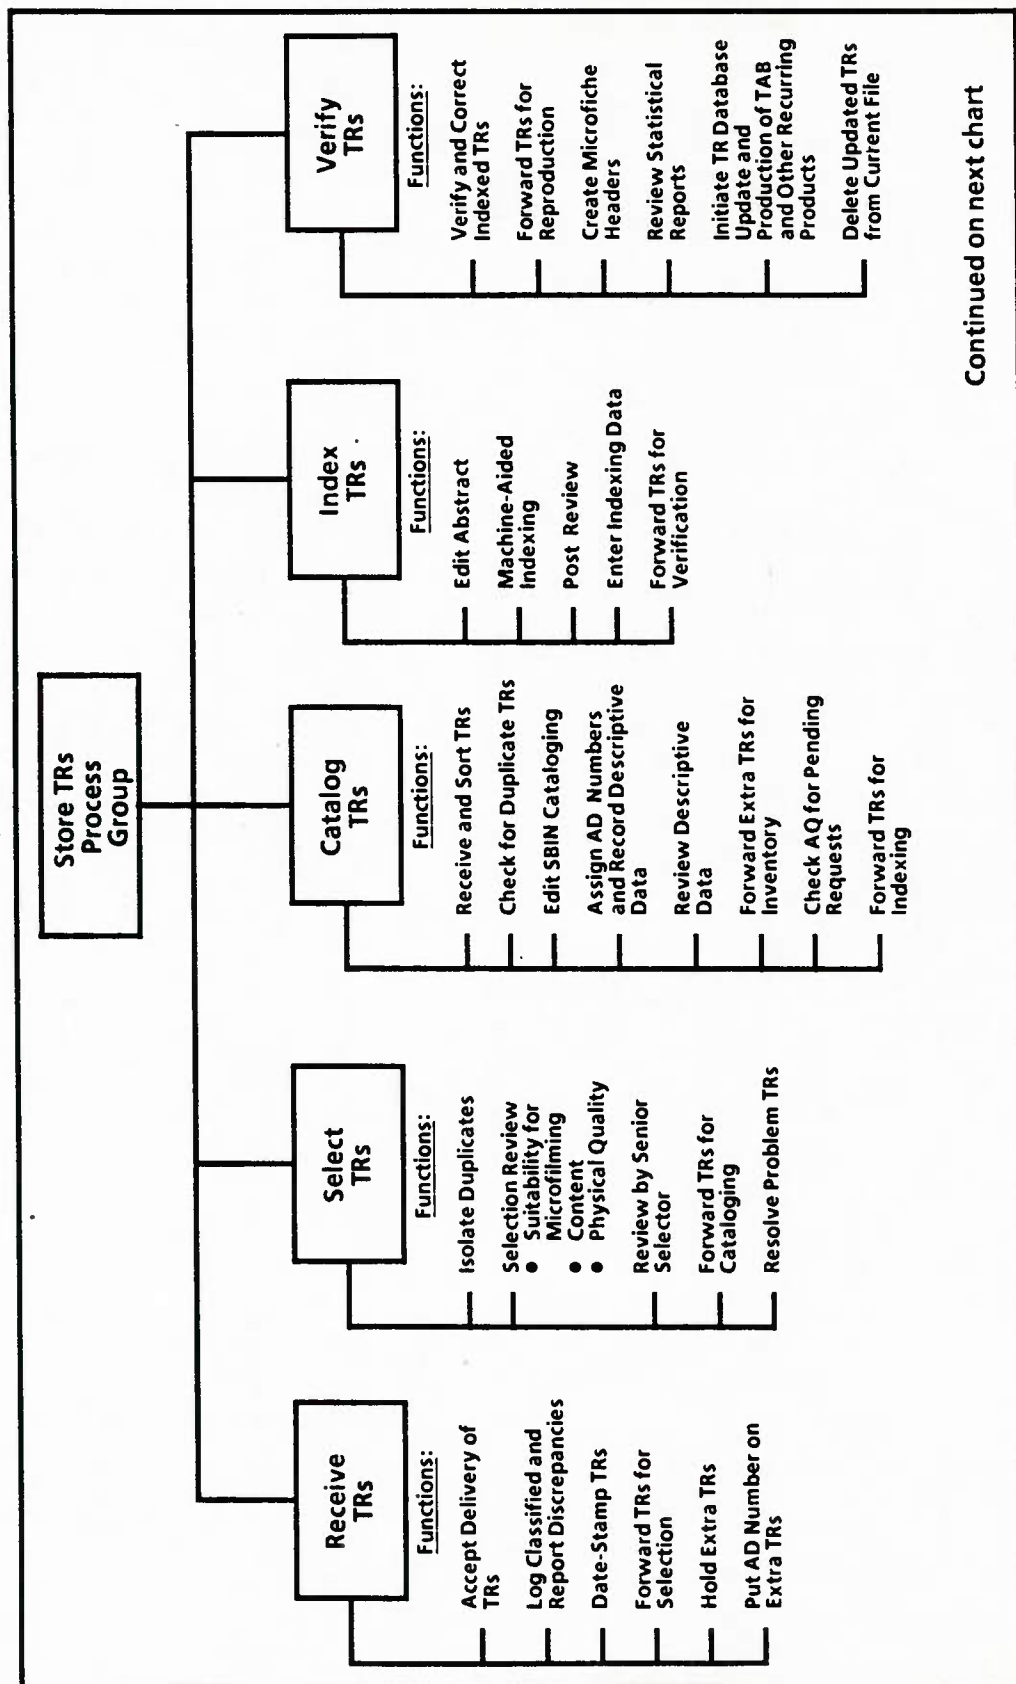 Store TRs
Process
Group
Receive
TRs
Functions:
Accept Delivery of
TRs
Log Classified and
Report Discrepancies
Date-Stamp TRs
Forward TRs for
Selection
Hold Extra TRs
Put AD Number on
Extra TRs
Select
TRs
Functions:
Isolate Duplicates
Selection Review
● Suitability for
Microfilming
● Content
● Physical Quality
Review by Senior
Selector
Forward TRs for
Cataloging
Resolve Problem TRs
Catalog
TRs
Functions:
Receive and Sort TRs
Check for Duplicate TRs
Edit SBIN Cataloging
Assign AD Numbers
and Record Descriptive
Data
Review Descriptive
Data
Forward Extra TRs for
Inventory
Check AQ for Pending
Requests
Forward TRs for
Indexing
Index
TRs
Functions:
Edit Abstract
Machine-Aided
Indexing
Post Review
Enter Indexing Data
Forward TRs for
Verification
Verify
TRs
Functions:
Verify and Correct
Indexed TRs
Forward TRs for
Reproduction
Create Microfiche
Headers
Review Statistical
Reports
Initiate TR Database
Update and
Production of TAB
and Other Recurring
Products
Delete Updated TRs
from Current File
Continued on next chart